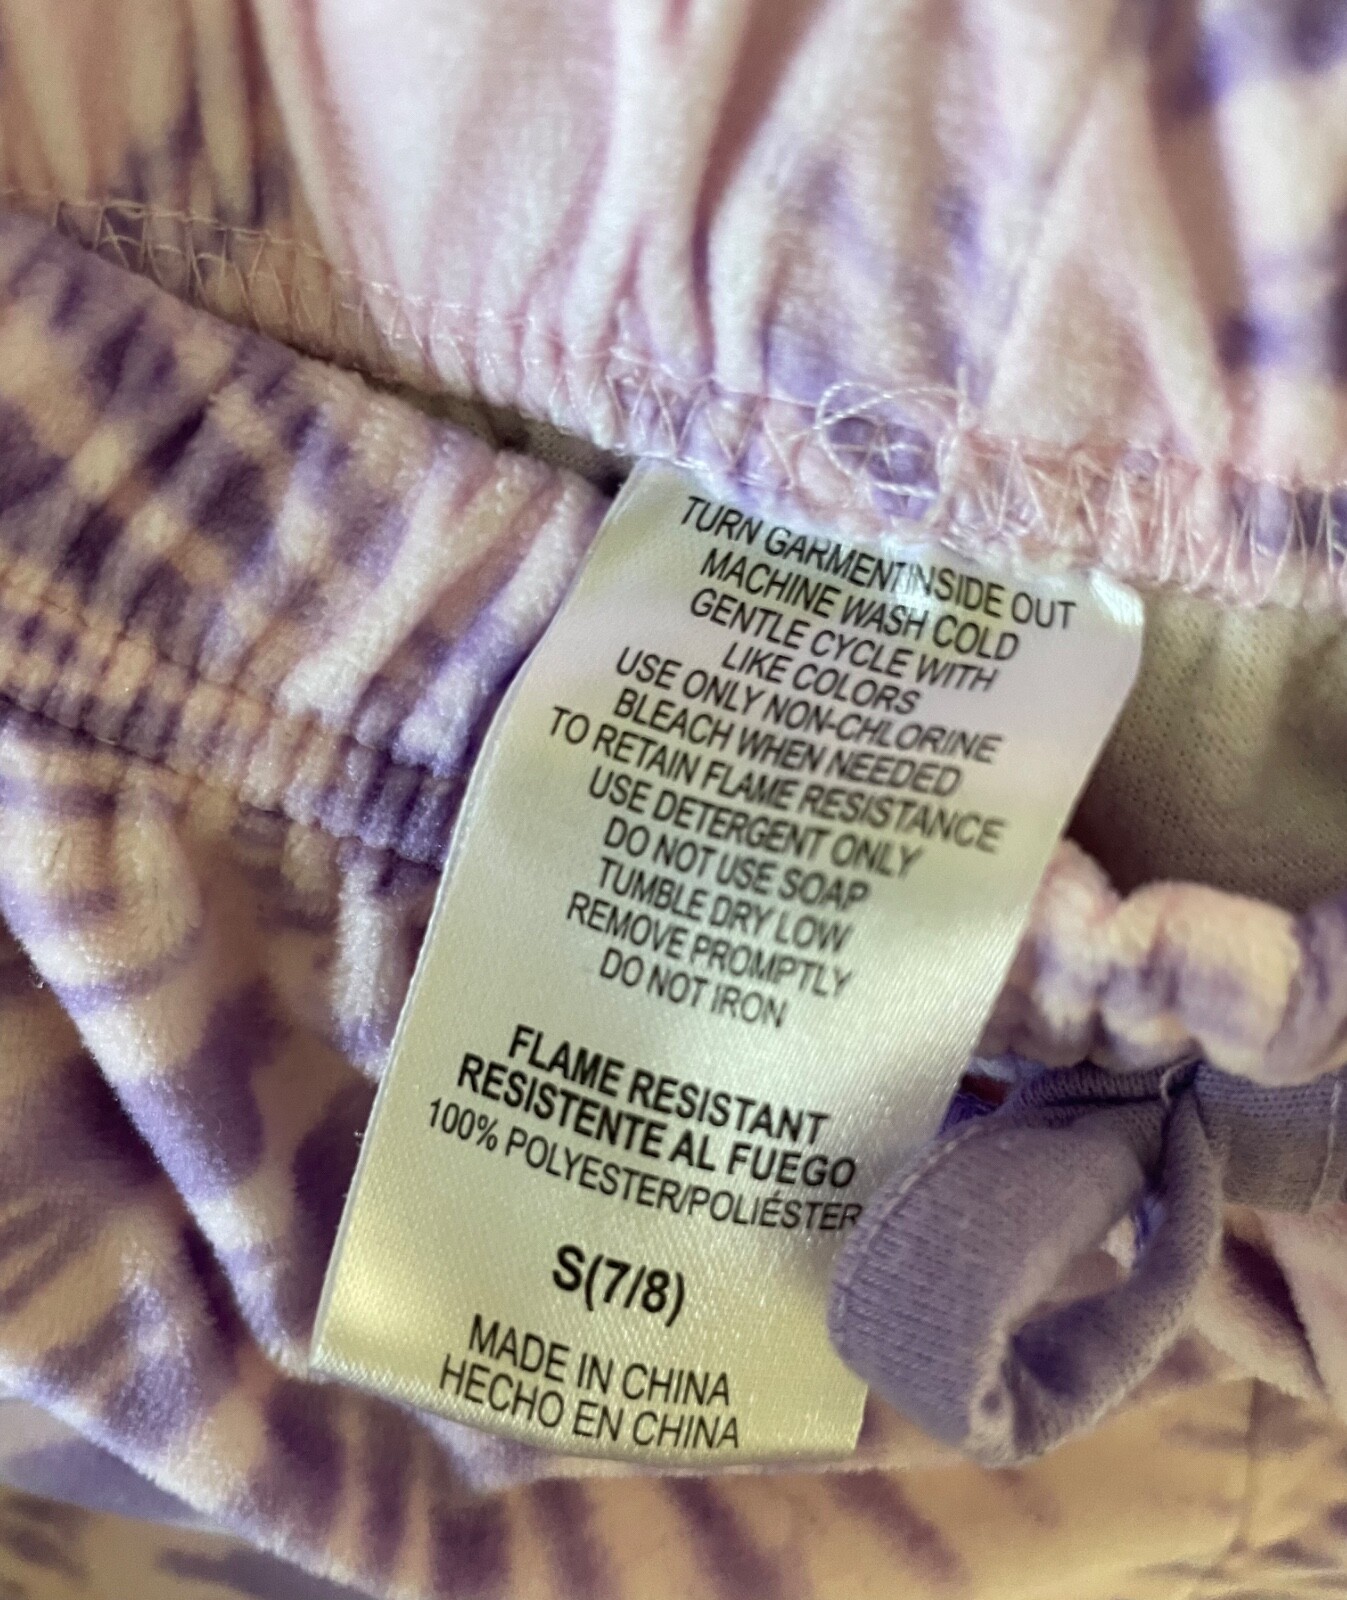 TURN GARMENT INSIDE OUT
MACHINE WASH COLD
GENTLE CYCLE WITH
LIKE COLORS
USE ONLY NON-CHLORINE
BLEACH WHEN NEEDED
TO RETAIN FLAME RESISTANCE
USE DETERGENT ONLY
DO NOT USE SOAP
TUMBLE DRY LOW
REMOVE PROMPTLY
DO NOT IRON
FLAME RESISTANT
RESISTENTE AL FUEGO
100% POLYESTER/POLIÉSTER
S(7/8)
MADE IN CHINA
HECHO EN CHINA